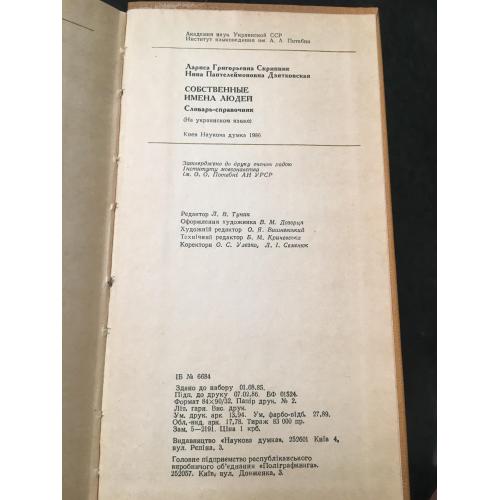 Академия наук Украинской ССР
Институт языковедения им. А. А. Потебни
Лариса Григорьевна Скрипник
Нина Пантелеймоновна Дзятковская
СОБСТВЕННЫЕ
ИМЕНА ЛЮДЕЙ
Словарь-справочник
(На украинском языке)
Киев Наукова думка 1986
Затверджено до друку вченою радою
Інституту мовознавства
ім. О. О. Потебні АН УРСР
Редактор Л. В. Туник
Оформлення художника В. М. Дозорця
Художній редактор О. Я. Вишневський
Технічний редактор Б. М. Кричевська
Коректори О. С. Улезко, Л. І. Семенюк
ІБ № 6684
Здано до набору 01.08.85.
Підп. до друку 07.02.86. БФ 01524.
Формат 84×90/32. Папір друк. № 2.
Літ. гарн. Вис. друк.
Ум. друк. арк 13,94. Ум. фарбо-відб. 27,89.
Обл.-вид. арк. 17,78. Тираж 83 000 пр.
Зам. 5—2191. Ціна 1 крб.
Видавництво «Наукова думка», 252601 Київ 4,
вул. Рєпіна, 3.
Головне підприємство республіканського
виробничого об'єднання «Поліграфкнига».
252057. Київ, вул. Довженка, 3.